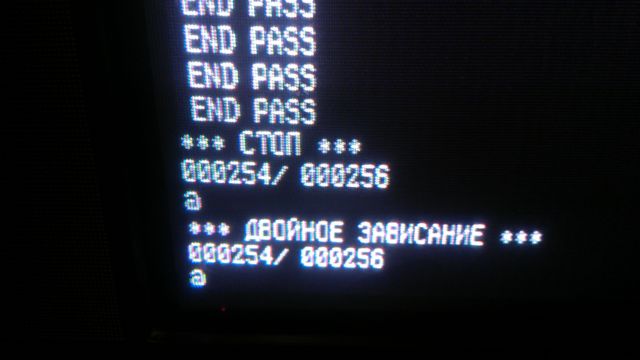 END PASS
END PASS
END PASS
END PASS
*** СТОП ***
000254/ 000256
@
*** ДВОЙНОЕ ЗАВИСАНИЕ ***
000254/ 000256
@